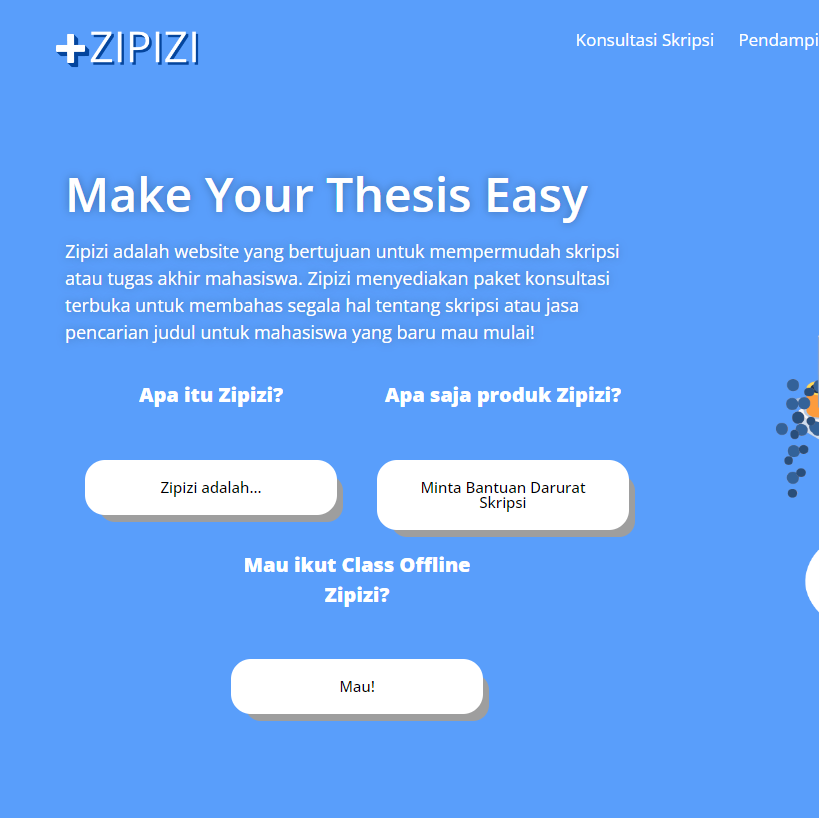 ZIPIZI
Konsultasi Skripsi
Make Your Thesis Easy
Zipizi adalah website yang bertujuan untuk mempermudah skripsi
atau tugas akhir mahasiswa. Zipizi menyediakan paket konsultasi
terbuka untuk membahas segala hal tentang skripsi atau jasa
pencarian judul untuk mahasiswa yang baru mau mulai!
Apa itu Zipizi?
Apa saja produk Zipizi?
Zipizi adalah...
Minta Bantuan Darurat
Skripsi
Mau ikut Class Offline
Zipizi?
Mau!